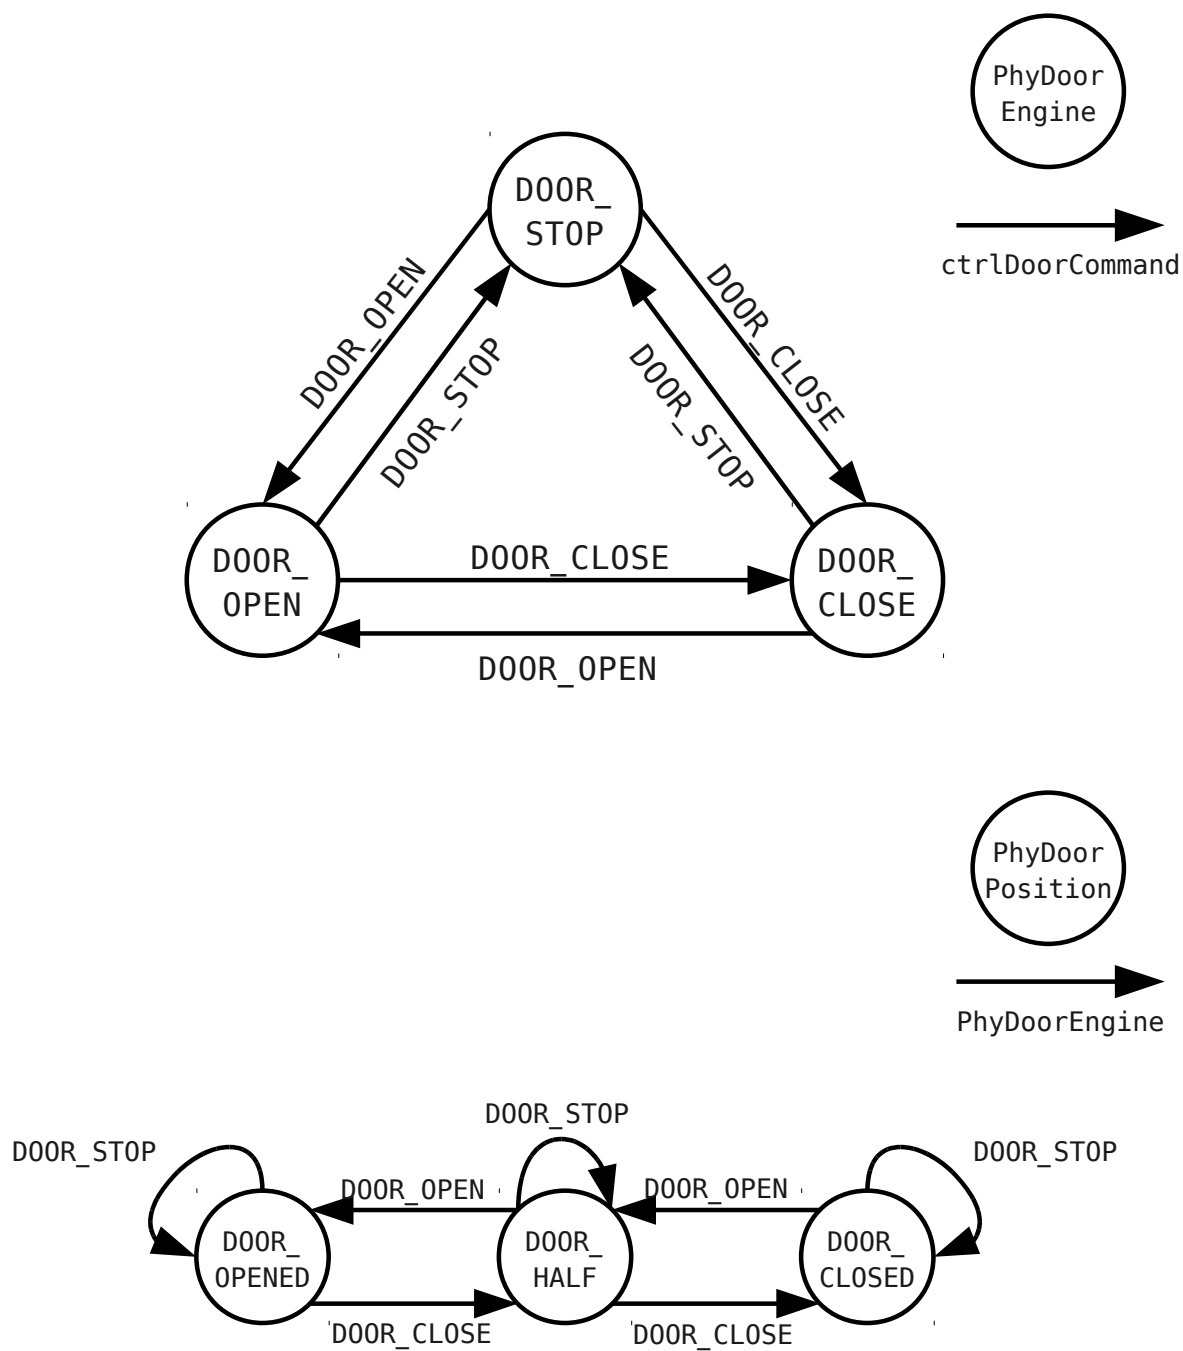 PhyDoor
Engine
ctrlDoorCommand
DOOR_
STOP
DOOR_OPEN
DOOR_STOP
DOOR_STOP
DOOR_CLOSE
DOOR_
OPEN
DOOR_CLOSE
DOOR_
CLOSE
DOOR_OPEN
PhyDoor
Position
PhyDoorEngine
DOOR_STOP
DOOR_STOP
DOOR_STOP
DOOR_OPEN
DOOR_OPEN
DOOR_
OPENED
DOOR_
HALF
DOOR_
CLOSED
DOOR_CLOSE
DOOR_CLOSE